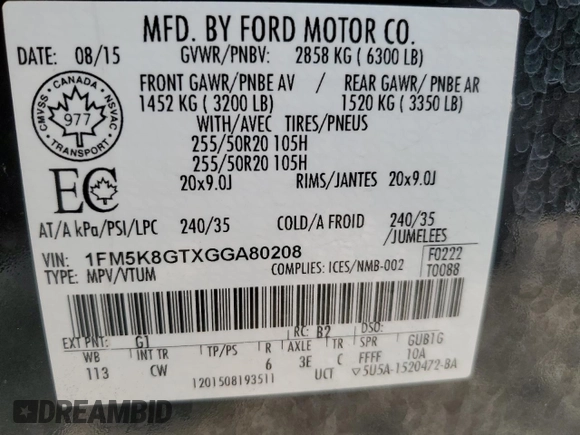 MFD. BY FORD MOTOR CO.
DATE: 08/15 GVWR/PNBV: 2858 KG ( 6300 LB)
FRONT GAWR/PNBE AV / REAR GAWR/ PNBE AR
1452 KG ( 3200 LB) 1520 KG ( 3350 LB)
WITH/AVEC TIRES/PNEUS
255/50R20 105H
255/50R20 105H
20x9.0J RIMS/JANTES 20x9.0J
CMVSS CANADA NSVAC
977
TRANSPORT
EC
AT/A kPa/PSI/LPC 240/35 COLD/A FROID 240/35
/JUMELEES
VIN: 1FM5K8GTXGGA80208 F0222
TYPE: MPV/VTUM COMPLIES: ICES/NMB-002 T0088
EXT PNT: G1 RC: B2 DSO:
WB INT TR TP/PS R AXLE TR SPR GUB1G
113 CW 6 3E C FFFF 10A
1201508193511 UCT 5U5A-1520472-BA
DREAMBID